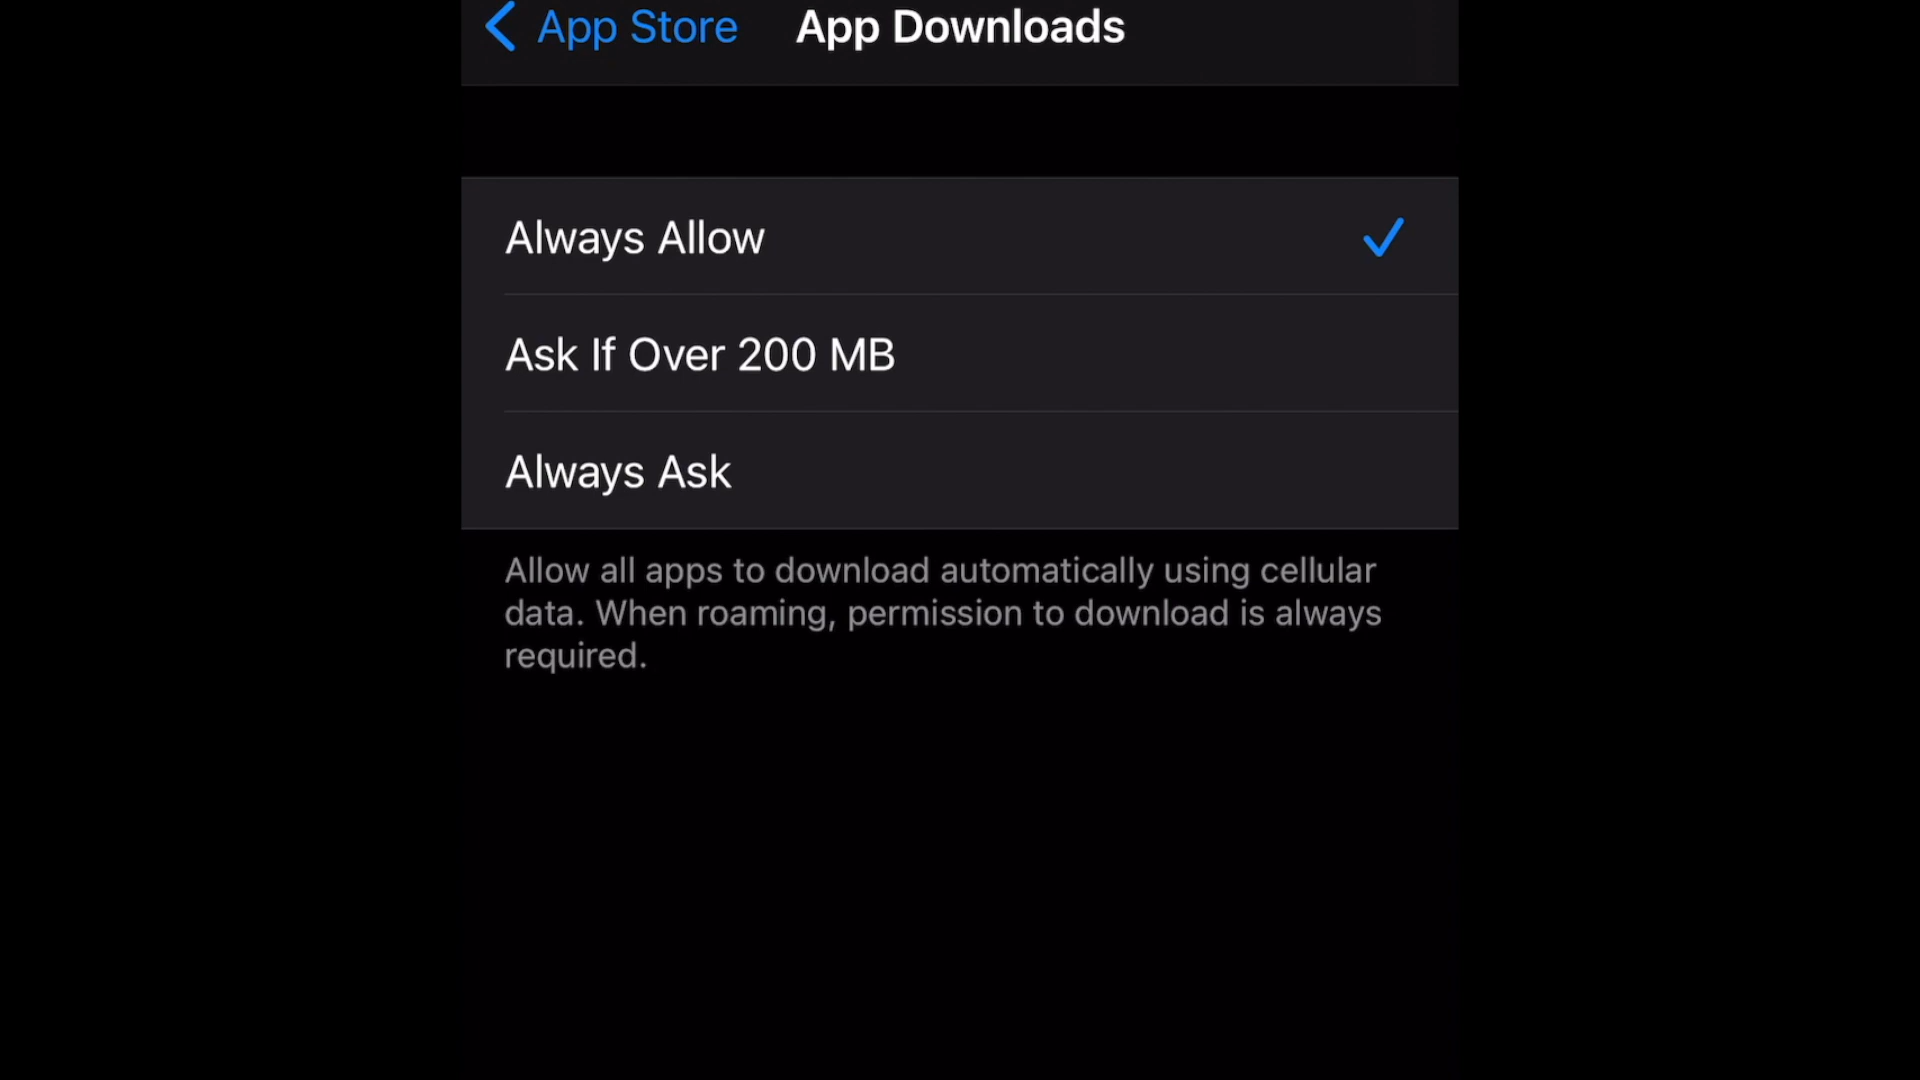 App Store App Downloads
Always Allow
Ask If Over 200 MB
Always Ask
Allow all apps to download automatically using cellular
data. When roaming, permission to download is always
required.